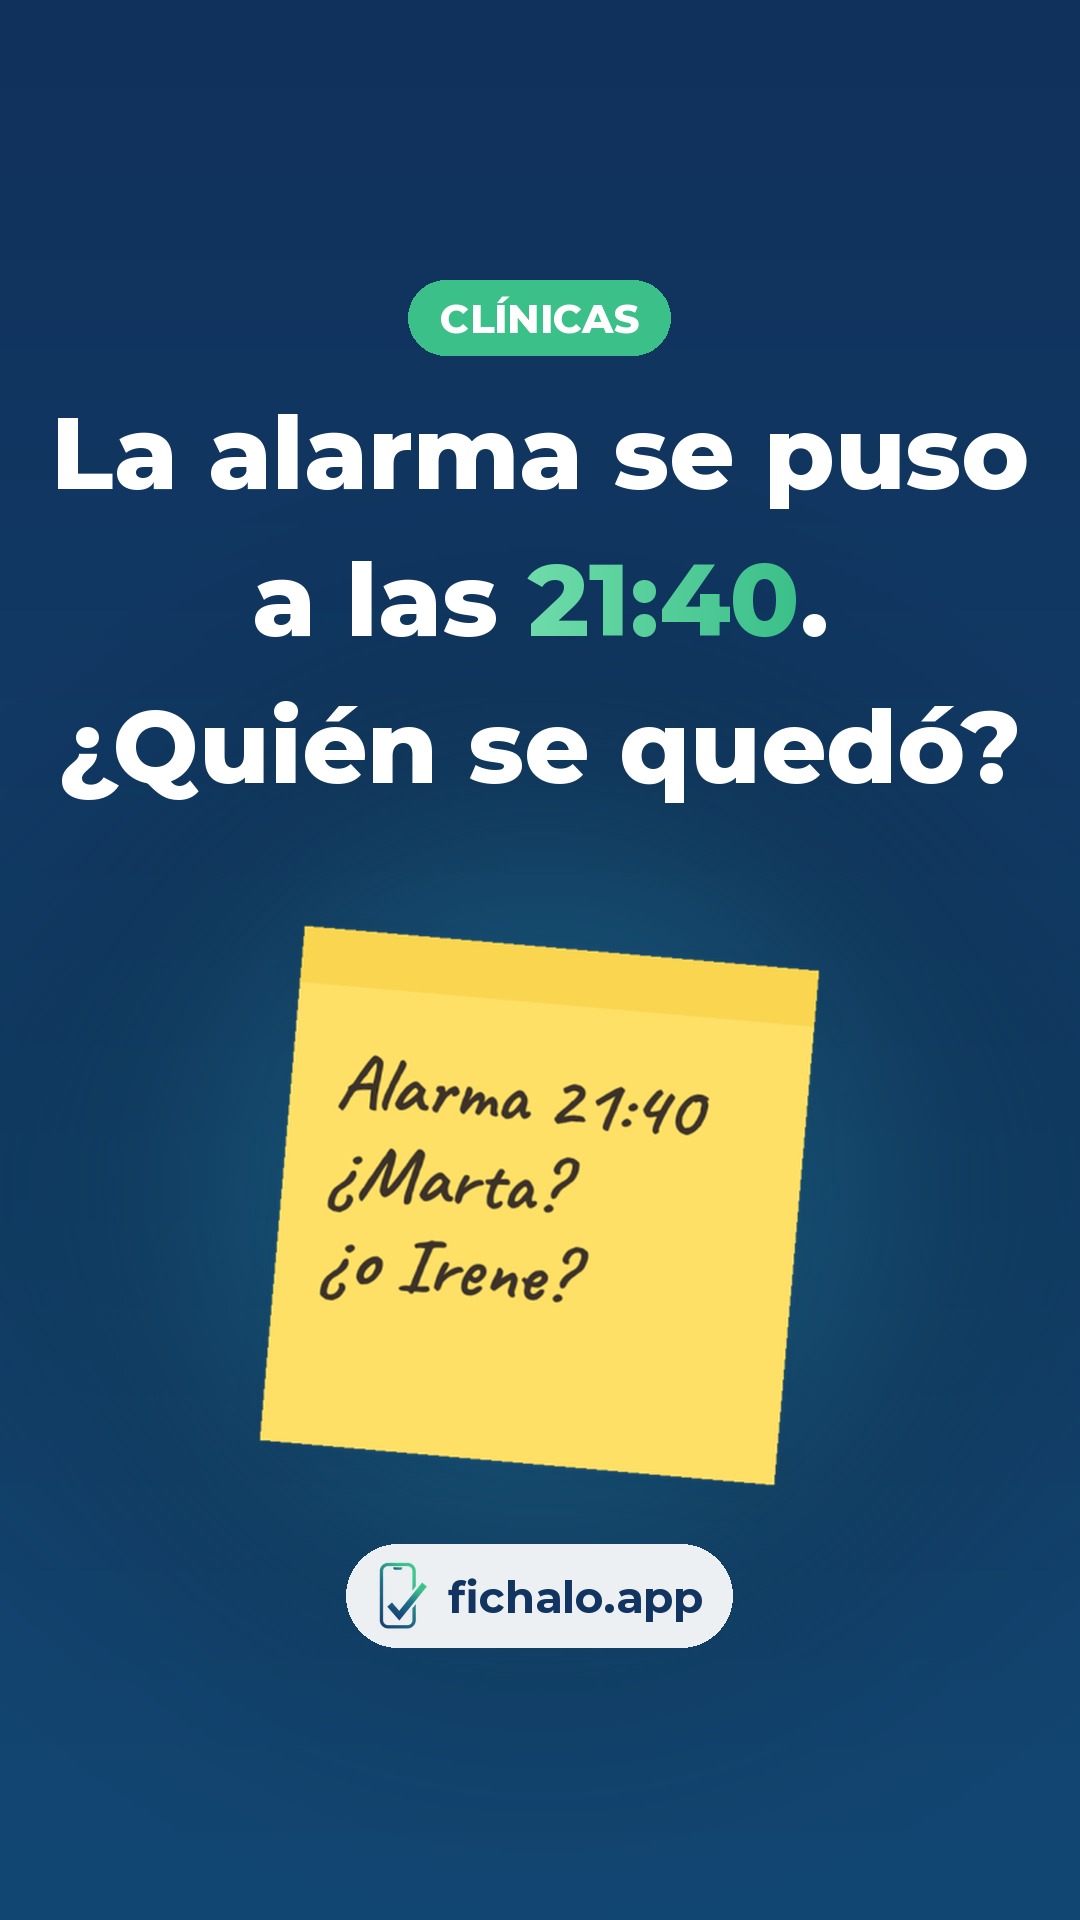 CLÍNICAS
La alarma se puso
a las 21:40.
¿Quién se quedó?
Alarma 21:40
¿Marta?
¿o Irene?
fichalo.app